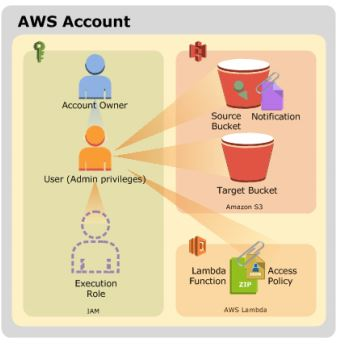 AWS Account
Account Owner
User (Admin privileges)
Execution
Role
IAM
Source
Bucket
Notification
Target Bucket
Amazon S3
Lambda
Function
ZIP
Access
Policy
AWS Lambda